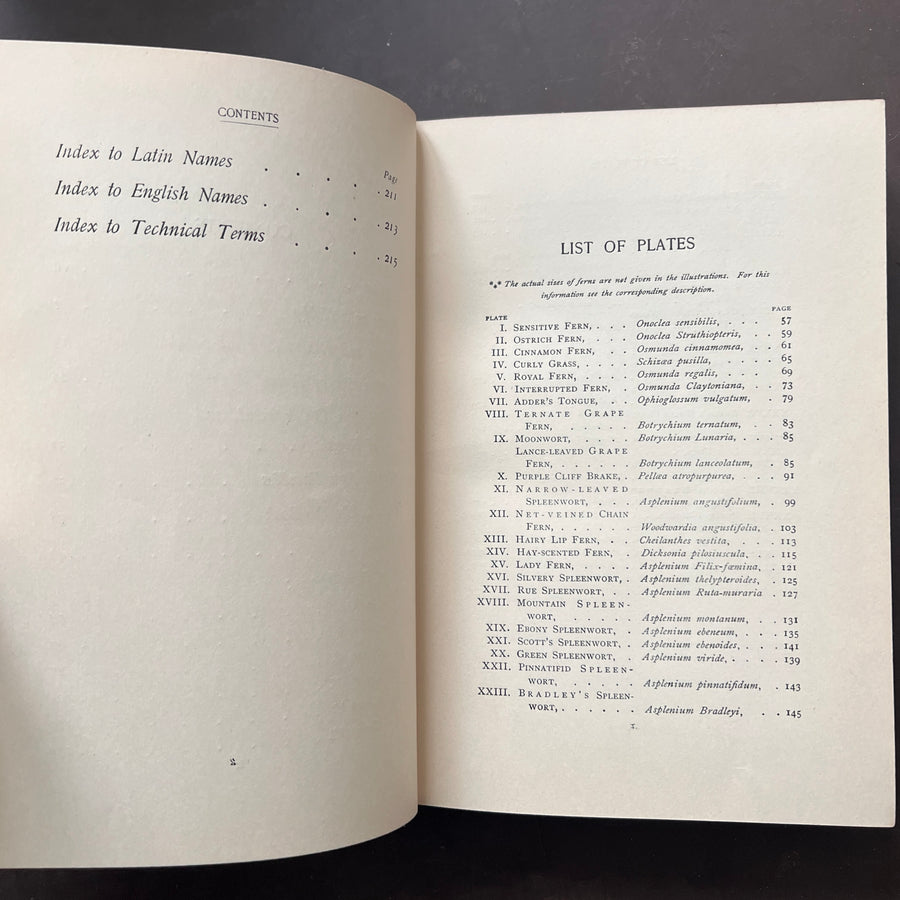 CONTENTS
Page
Index to Latin Names . . . . . 211
Index to English Names . . . . . 213
Index to Technical Terms . . . . 215
LIST OF PLATES
*⁎* The actual sizes of ferns are not given in the illustrations. For this
information see the corresponding description.
PLATE PAGE
I. SENSITIVE FERN, . . . Onoclea sensibilis, . . . 57
II. OSTRICH FERN, . . . Onoclea Struthiopteris, . . 59
III. CINNAMON FERN, . . Osmunda cinnamomea, . . 61
IV. CURLY GRASS, . . . . Schizæa pusilla, . . . . 65
V. ROYAL FERN, . . . . Osmunda regalis, . . . 69
VI. INTERRUPTED FERN, . Osmunda Claytoniana, . . 73
VII. ADDER'S TONGUE, . . Ophioglossum vulgatum, . 79
VIII. TERNATE GRAPE
FERN, . . . . . Botrychium ternatum, . . 83
IX. MOONWORT, . . . . . Botrychium Lunaria, . . . 85
LANCE-LEAVED GRAPE
FERN, . . . . . . Botrychium lanceolatum, . 85
X. PURPLE CLIFF BRAKE, . Pellæa atropurpurea, . . . 91
XI. NARROW-LEAVED
SPLEENWORT, . . . Asplenium angustifolium, . 99
XII. NET-VEINED CHAIN
FERN, . . . . . . Woodwardia angustifolia, . 103
XIII. HAIRY LIP FERN, . . Cheilanthes vestita, . . . 113
XIV. HAY-SCENTED FERN, . Dicksonia pilosiuscula, . . 115
XV. LADY FERN, . . . . Asplenium Filix-fœmina, . 121
XVI. SILVERY SPLEENWORT, . Asplenium thelypteroides, . 125
XVII. RUE SPLEENWORT, . . Asplenium Ruta-muraria . 127
XVIII. MOUNTAIN SPLEEN-
WORT, . . . . . Asplenium montanum, . . 131
XIX. EBONY SPLEENWORT, . Asplenium ebeneum, . . . 135
XXI. SCOTT'S SPLEENWORT, . Asplenium ebenoides, . . . 141
XX. GREEN SPLEENWORT, . Asplenium viride, . . . . 139
XXII. PINNATIFID SPLEEN-
WORT, . . . . . Asplenium pinnatifidum, . 143
XXIII. BRADLEY'S SPLEEN-
WORT, . . . . . . Asplenium Bradleyi, . . 145